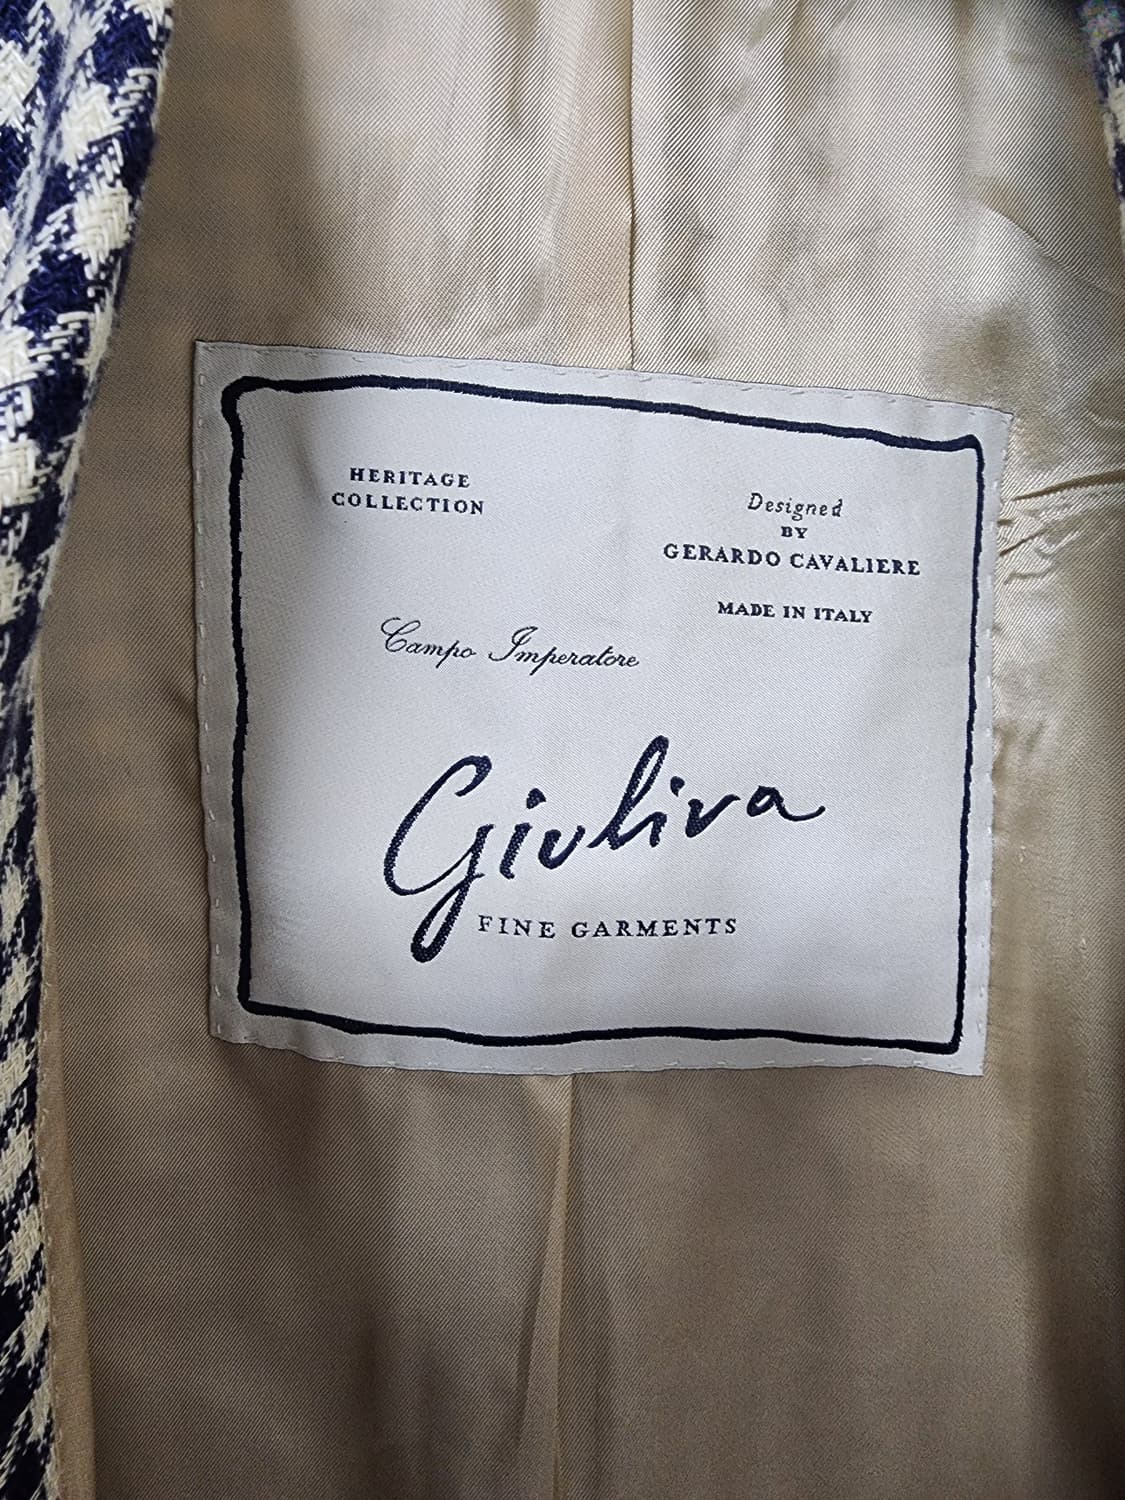 HERITAGE
COLLECTION
Designed
BY
GERARDO CAVALIERE
MADE IN ITALY
Campo Imperatore
Giuliva
FINE GARMENTS